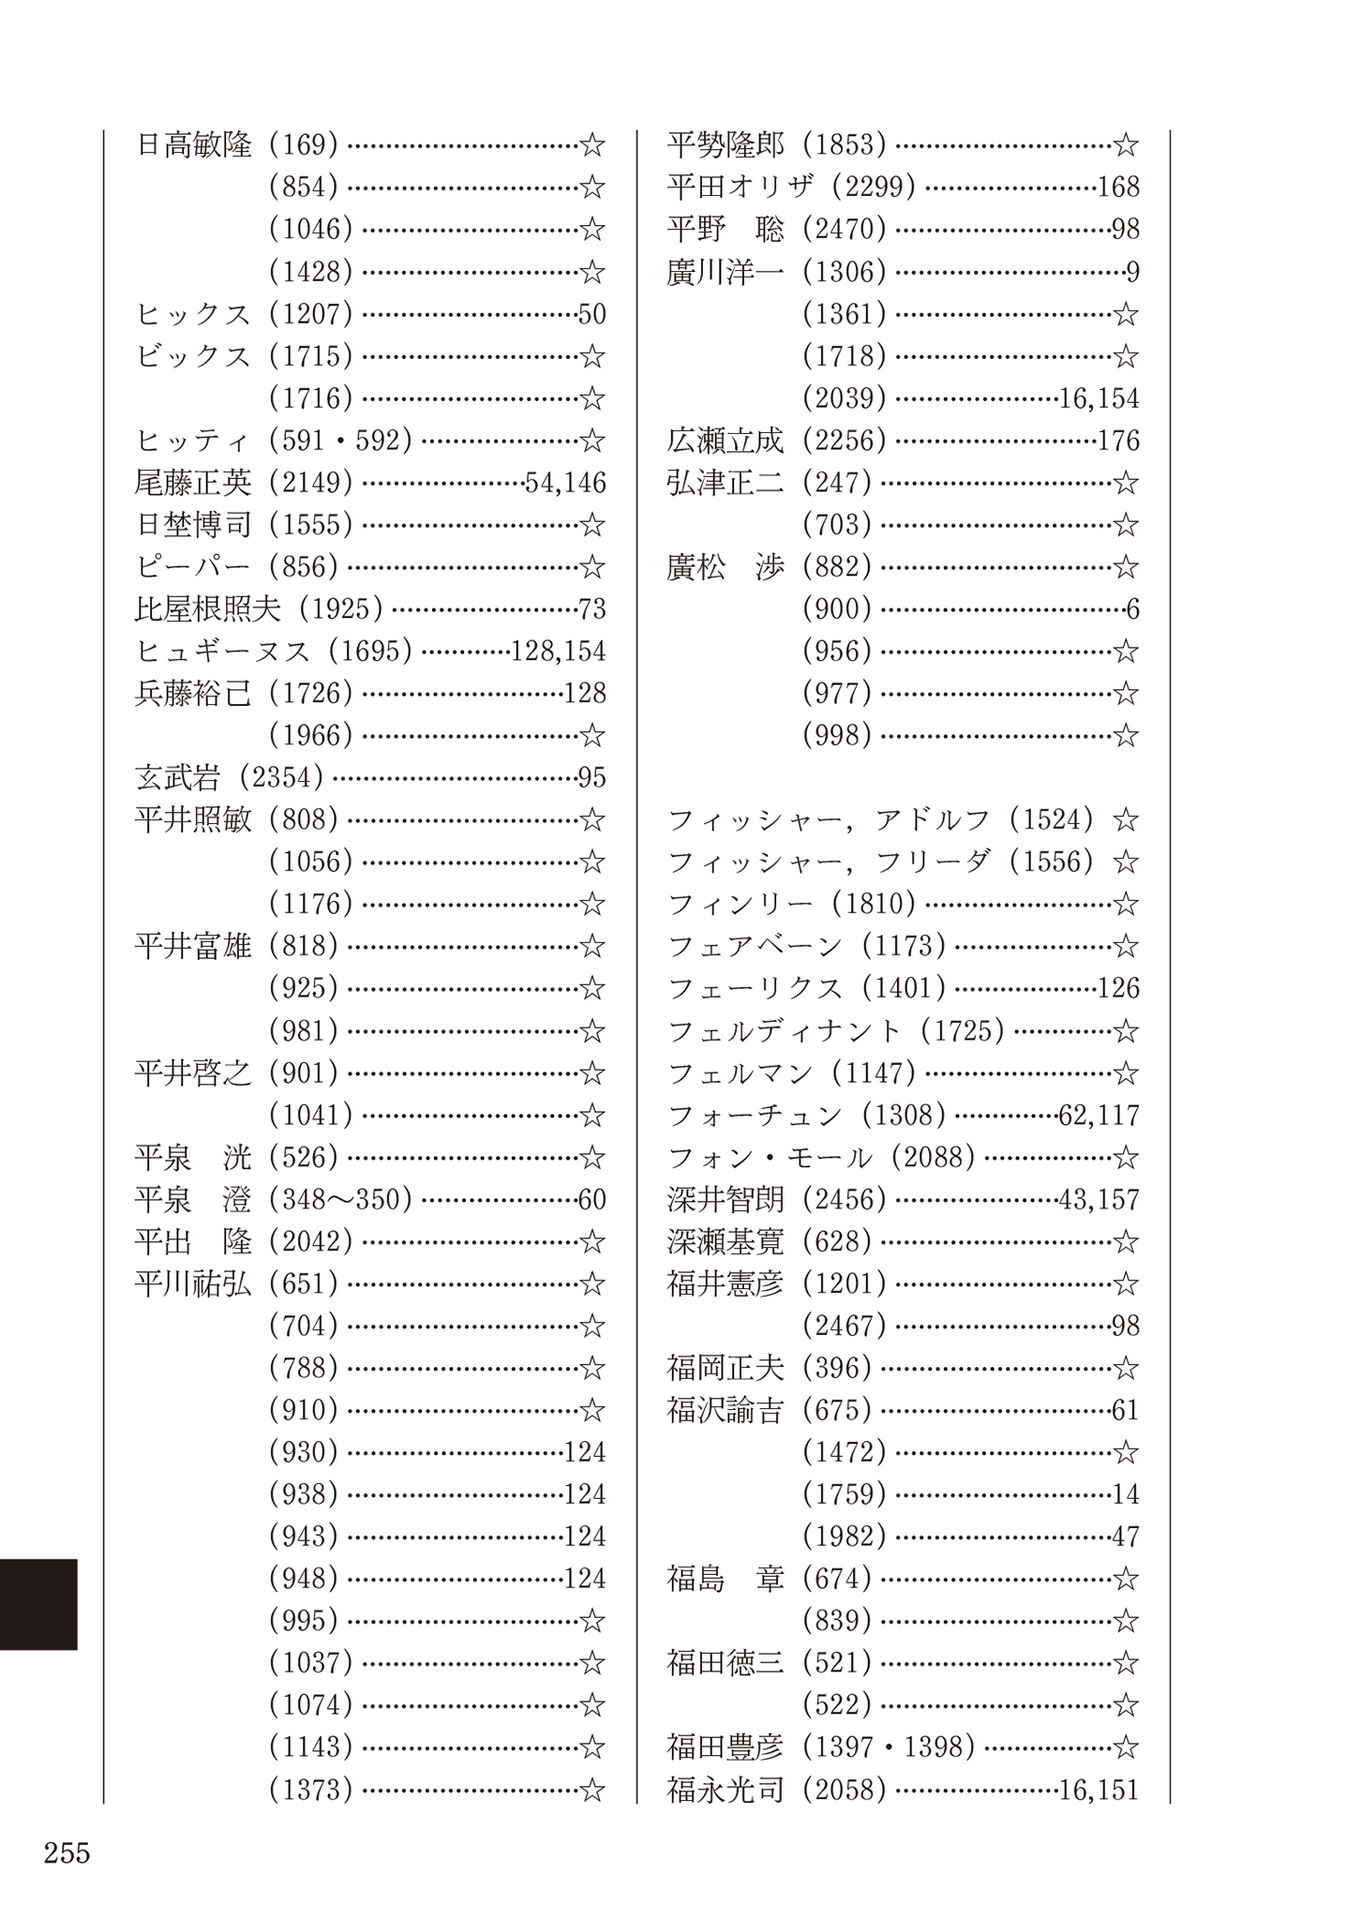 日高敏隆（169）…………………………☆
（854）…………………………☆
（1046）…………………………☆
（1428）…………………………☆
ヒックス（1207）…………………………50
ビックス（1715）…………………………☆
（1716）…………………………☆
ヒッティ（591・592）…………………☆
尾藤正英（2149）…………………54,146
日埜博司（1555）…………………………☆
ピーパー（856）…………………………☆
比屋根照夫（1925）……………………73
ヒュギーヌス（1695）…………128,154
兵藤裕己（1726）………………………128
（1966）…………………………☆
玄武岩（2354）……………………………95
平井照敏（808）…………………………☆
（1056）…………………………☆
（1176）…………………………☆
平井富雄（818）…………………………☆
（925）…………………………☆
（981）…………………………☆
平井啓之（901）…………………………☆
（1041）…………………………☆
平泉　洸（526）…………………………☆
平泉　澄（348〜350）…………………60
平出　隆（2042）…………………………☆
平川祐弘（651）…………………………☆
（704）…………………………☆
（788）…………………………☆
（910）…………………………☆
（930）…………………………124
（938）…………………………124
（943）…………………………124
（948）…………………………124
（995）…………………………☆
（1037）…………………………☆
（1074）…………………………☆
（1143）…………………………☆
（1373）…………………………☆
平勢隆郎（1853）…………………………☆
平田オリザ（2299）……………………168
平野　聡（2470）…………………………98
廣川洋一（1306）…………………………9
（1361）…………………………☆
（1718）…………………………☆
（2039）…………………16,154
広瀬立成（2256）………………………176
弘津正二（247）…………………………☆
（703）…………………………☆
廣松　渉（882）…………………………☆
（900）……………………………6
（956）…………………………☆
（977）…………………………☆
（998）…………………………☆
フィッシャー，アドルフ（1524）☆
フィッシャー，フリーダ（1556）☆
フィンリー（1810）……………………☆
フェアベーン（1173）…………………☆
フェーリクス（1401）………………126
フェルディナント（1725）…………☆
フェルマン（1147）……………………☆
フォーチュン（1308）…………62,117
フォン・モール（2088）……………☆
深井智朗（2456）…………………43,157
深瀬基寛（628）…………………………☆
福井憲彦（1201）…………………………☆
（2467）…………………………98
福岡正夫（396）…………………………☆
福沢諭吉（675）…………………………61
（1472）…………………………☆
（1759）…………………………14
（1982）…………………………47
福島　章（674）…………………………☆
（839）…………………………☆
福田徳三（521）…………………………☆
（522）…………………………☆
福田豊彦（1397・1398）……………☆
福永光司（2058）…………………16,151
255